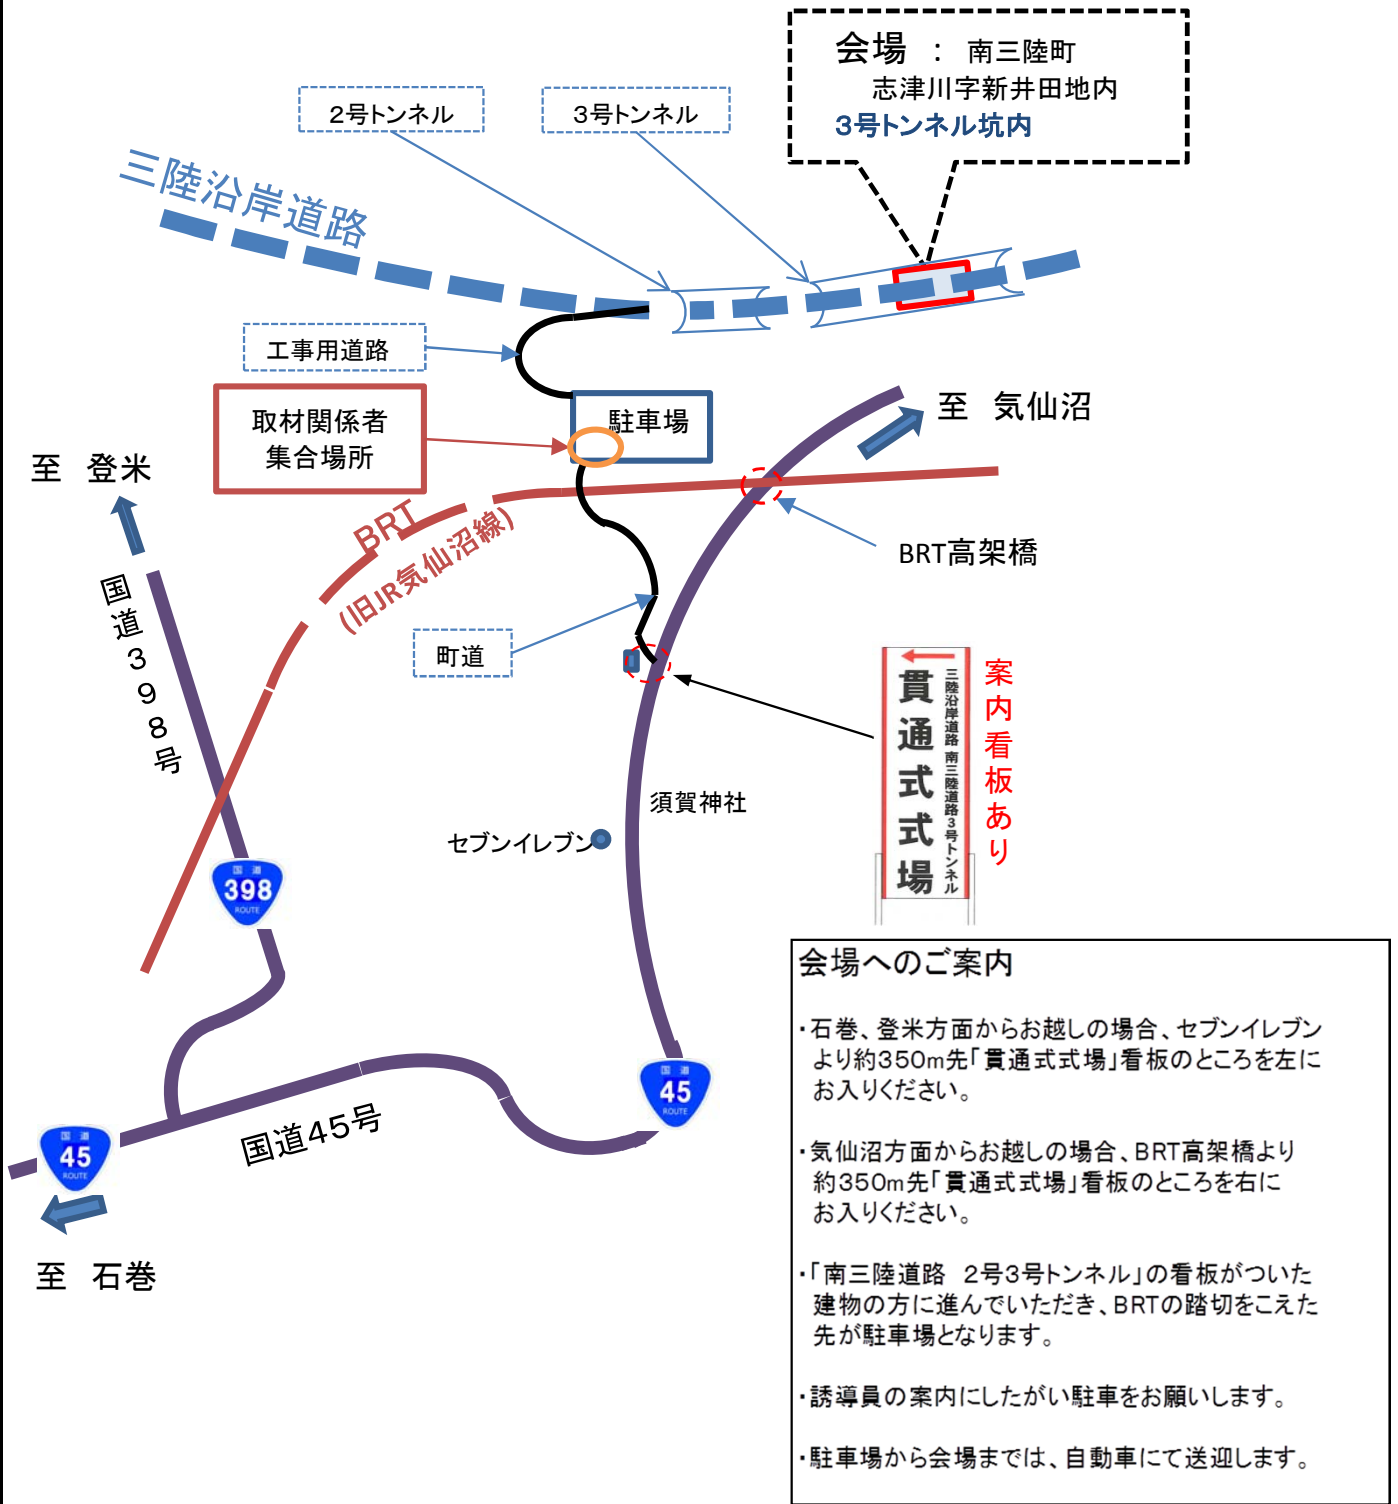 会場 ： 南三陸町
志津川字新井田地内
3号トンネル坑内
2号トンネル
3号トンネル
三陸沿岸道路
工事用道路
取材関係者
集合場所
駐車場
至 気仙沼
至 登米
BRT
(旧JR気仙沼線)
BRT高架橋
国道398号
町道
案内看板あり
三陸沿岸道路 南三陸道路3号トンネル
貫通式式場
須賀神社
セブンイレブン
国道
398
ROUTE
国道
45
ROUTE
国道45号
国道
45
ROUTE
至 石巻
会場へのご案内
・石巻、登米方面からお越しの場合、セブンイレブン
より約350m先「貫通式式場」看板のところを左に
お入りください。
・気仙沼方面からお越しの場合、BRT高架橋より
約350m先「貫通式式場」看板のところを右に
お入りください。
・「南三陸道路 2号3号トンネル」の看板がついた
建物の方に進んでいただき、BRTの踏切をこえた
先が駐車場となります。
・誘導員の案内にしたがい駐車をお願いします。
・駐車場から会場までは、自動車にて送迎します。